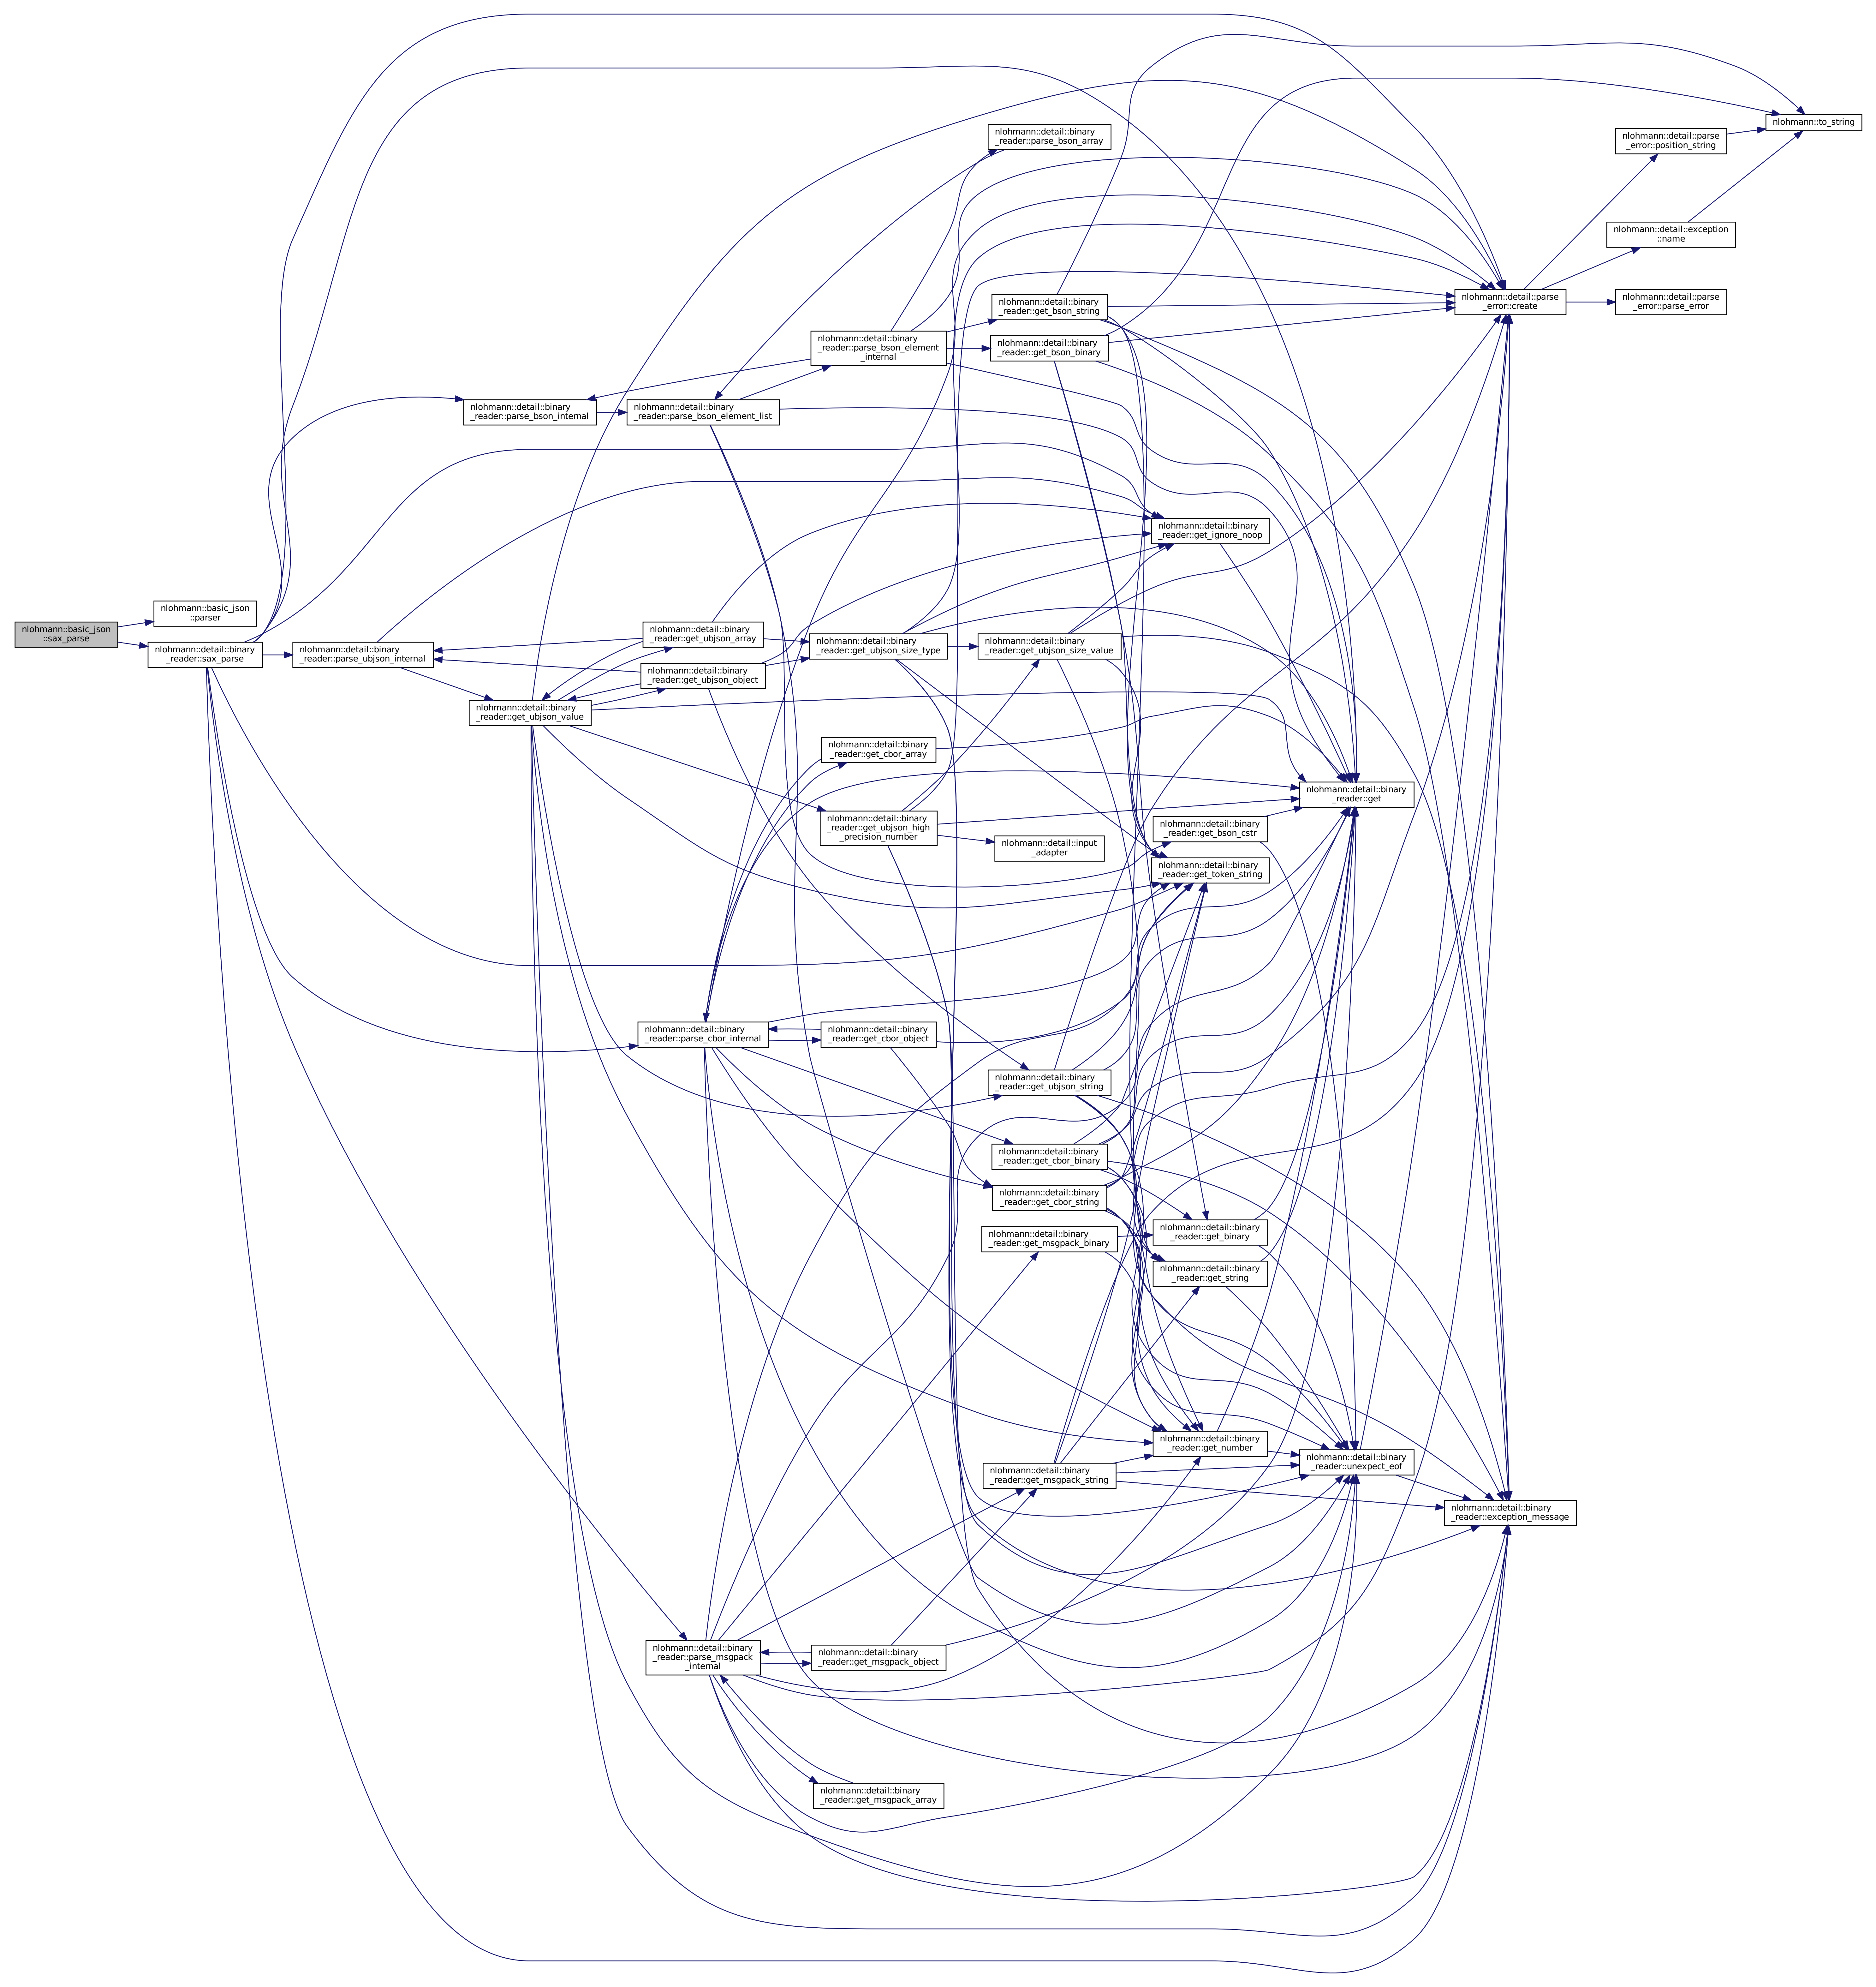 nlohmann::to_string
nlohmann::detail::binary
_reader::parse_bson_array
nlohmann::detail::parse
_error::position_string
nlohmann::detail::exception
::name
nlohmann::detail::parse
_error::create
nlohmann::detail::parse
_error::parse_error
nlohmann::detail::binary
_reader::get_bson_string
nlohmann::detail::binary
_reader::parse_bson_element
_internal
nlohmann::detail::binary
_reader::get_bson_binary
nlohmann::detail::binary
_reader::parse_bson_internal
nlohmann::detail::binary
_reader::parse_bson_element_list
nlohmann::detail::binary
_reader::get_ignore_noop
nlohmann::basic_json
::parser
nlohmann::basic_json
::sax_parse
nlohmann::detail::binary
_reader::sax_parse
nlohmann::detail::binary
_reader::parse_ubjson_internal
nlohmann::detail::binary
_reader::get_ubjson_array
nlohmann::detail::binary
_reader::get_ubjson_size_type
nlohmann::detail::binary
_reader::get_ubjson_size_value
nlohmann::detail::binary
_reader::get_ubjson_object
nlohmann::detail::binary
_reader::get_ubjson_value
nlohmann::detail::binary
_reader::get_cbor_array
nlohmann::detail::binary
_reader::get
nlohmann::detail::binary
_reader::get_ubjson_high
_precision_number
nlohmann::detail::binary
_reader::get_bson_cstr
nlohmann::detail::input
_adapter
nlohmann::detail::binary
_reader::get_token_string
nlohmann::detail::binary
_reader::parse_cbor_internal
nlohmann::detail::binary
_reader::get_cbor_object
nlohmann::detail::binary
_reader::get_ubjson_string
nlohmann::detail::binary
_reader::get_cbor_binary
nlohmann::detail::binary
_reader::get_cbor_string
nlohmann::detail::binary
_reader::get_msgpack_binary
nlohmann::detail::binary
_reader::get_binary
nlohmann::detail::binary
_reader::get_string
nlohmann::detail::binary
_reader::get_number
nlohmann::detail::binary
_reader::unexpect_eof
nlohmann::detail::binary
_reader::get_msgpack_string
nlohmann::detail::binary
_reader::exception_message
nlohmann::detail::binary
_reader::parse_msgpack
_internal
nlohmann::detail::binary
_reader::get_msgpack_object
nlohmann::detail::binary
_reader::get_msgpack_array